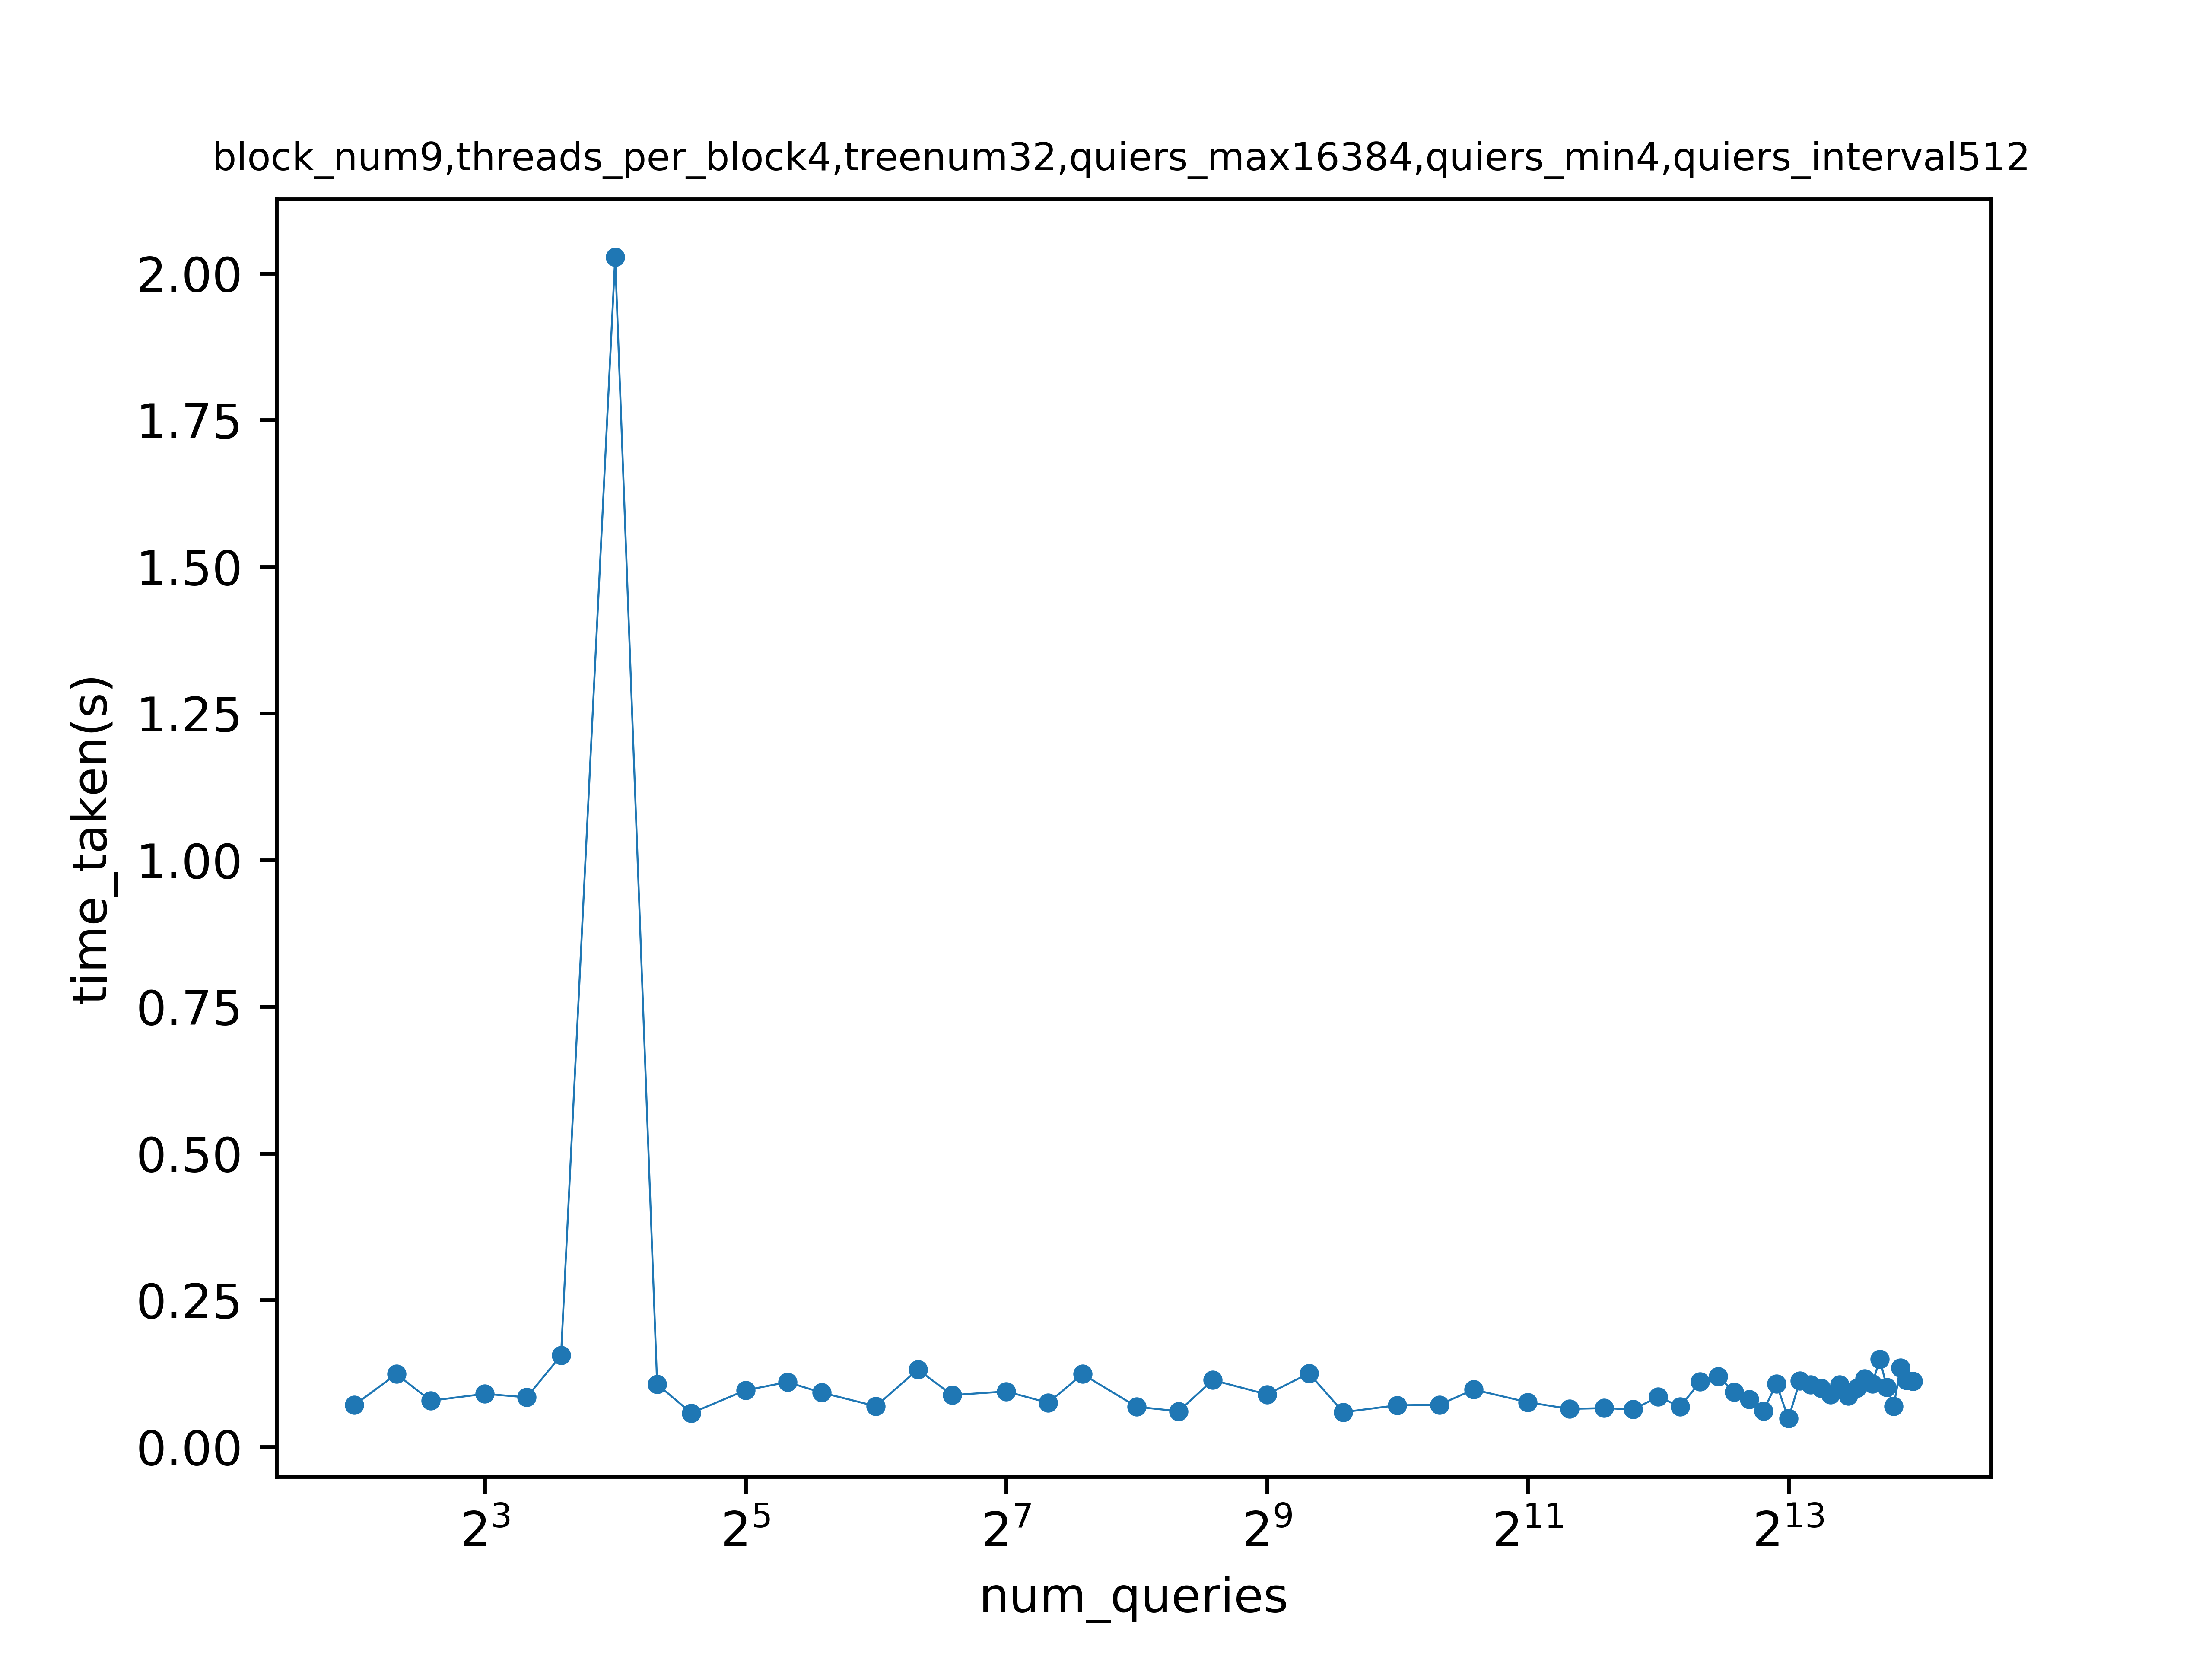 block_num9,threads_per_block4,treenum32,quiers_max16384,quiers_min4,quiers_interval512
2.00
1.75
1.50
1.25
1.00
0.75
0.50
0.25
0.00
time_taken(s)
2^3 2^5 2^7 2^9 2^11 2^13
num_queries